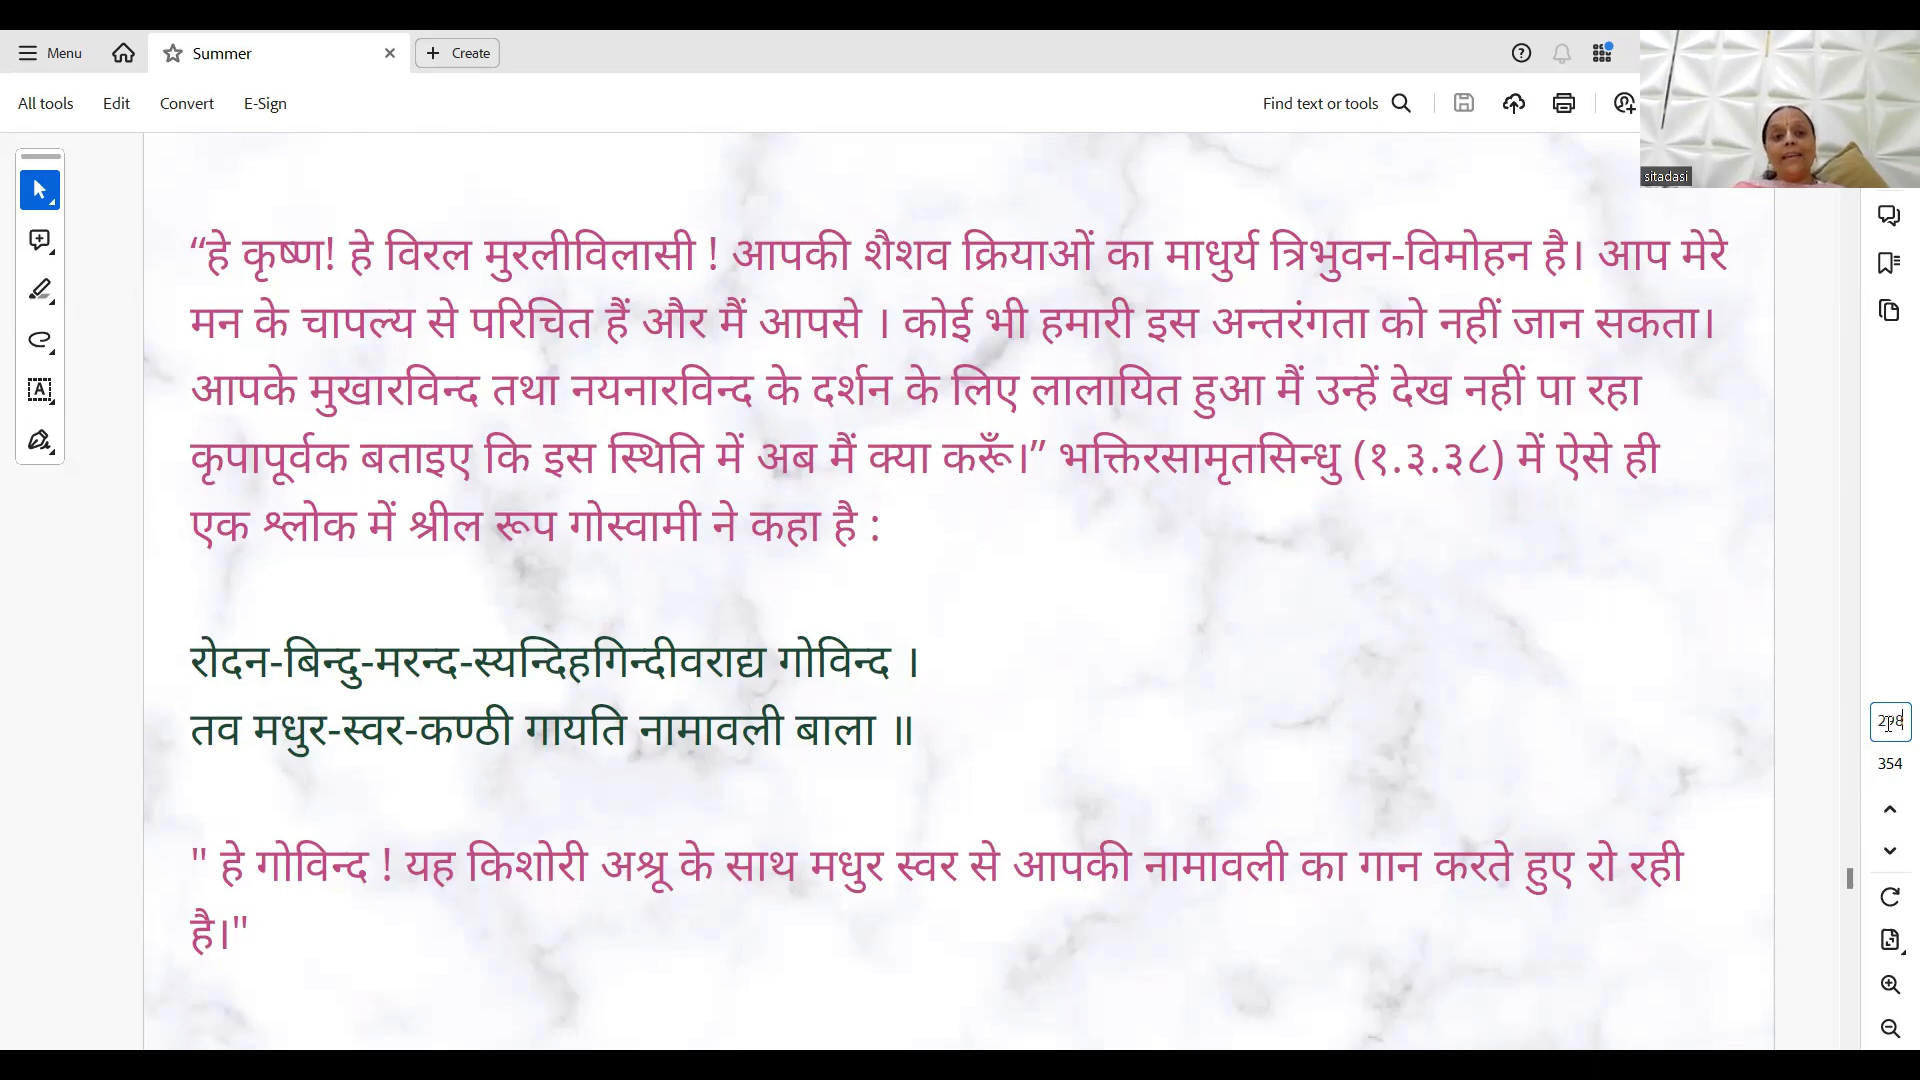 Menu
Summer
Create
All tools
Edit
Convert
E-Sign
Find text or tools
sitadasi
“हे कृष्ण! हे विरल मुरलीविलासी ! आपकी शैशव क्रियाओं का माधुर्य त्रिभुवन-विमोहन है। आप मेरे
मन के चापल्य से परिचित हैं और मैं आपसे । कोई भी हमारी इस अन्तरंगता को नहीं जान सकता।
आपके मुखारविन्द तथा नयनारविन्द के दर्शन के लिए लालायित हुआ मैं उन्हें देख नहीं पा रहा
कृपापूर्वक बताइए कि इस स्थिति में अब मैं क्या करूँ।” भक्तिरसामृतसिन्धु (१.३.३८) में ऐसे ही
एक श्लोक में श्रील रूप गोस्वामी ने कहा है :
रोदन-बिन्दु-मरन्द-स्यन्दिहगिन्दीवराद्य गोविन्द ।
तव मधुर-स्वर-कण्ठी गायति नामावली बाला ॥
" हे गोविन्द ! यह किशोरी अश्रू के साथ मधुर स्वर से आपकी नामावली का गान करते हुए रो रही
है।"
354